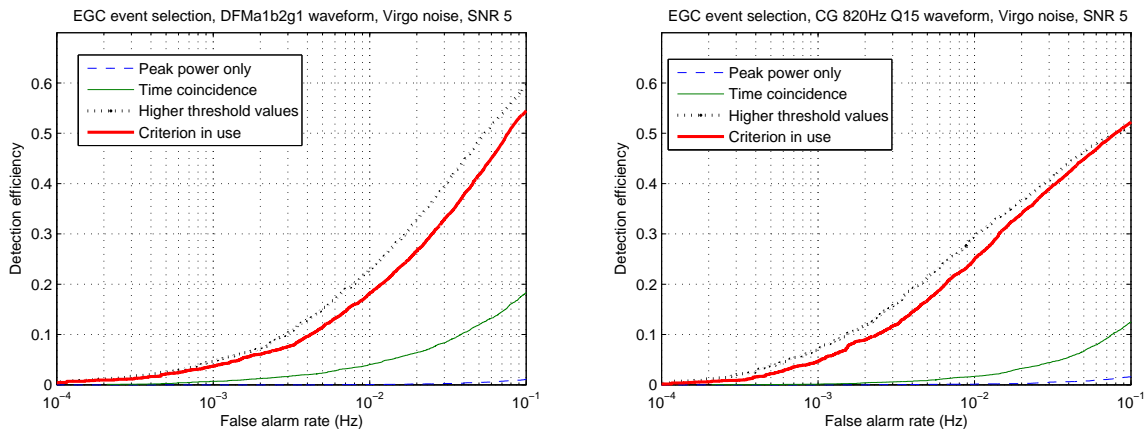 EGC event selection, DFMa1b2g1 waveform, Virgo noise, SNR 5
0.6
0.5
0.4
0.3
0.2
0.1
0
Detection efficiency
Peak power only
Time coincidence
Higher threshold values
Criterion in use
10^-4
10^-3
10^-2
10^-1
False alarm rate (Hz)
EGC event selection, CG 820Hz Q15 waveform, Virgo noise, SNR 5
0.6
0.5
0.4
0.3
0.2
0.1
0
Detection efficiency
Peak power only
Time coincidence
Higher threshold values
Criterion in use
10^-4
10^-3
10^-2
10^-1
False alarm rate (Hz)